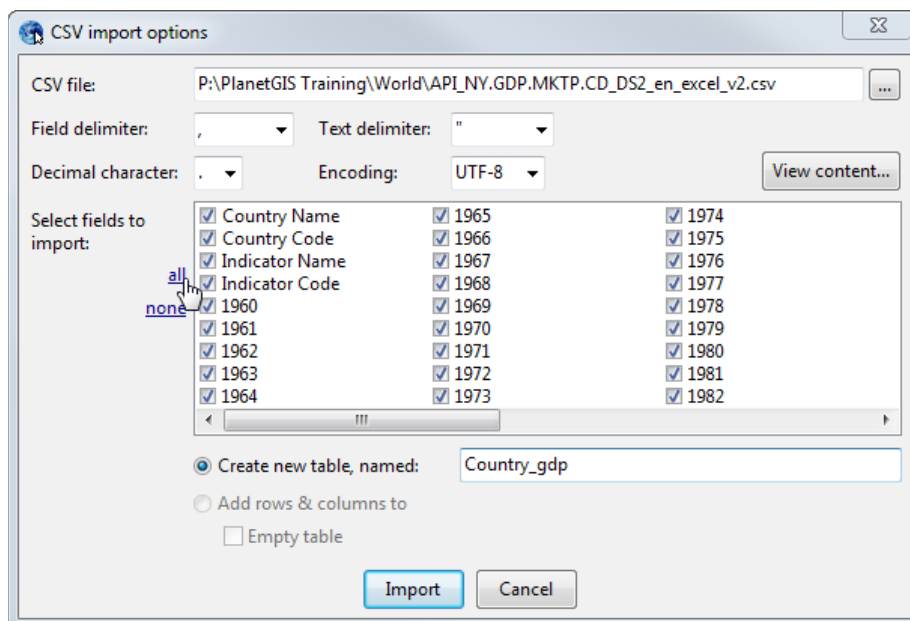 CSV import options
CSV file: P:\PlanetGIS Training\World\API_NY.GDP.MKTP.CD_DS2_en_excel_v2.csv ...
Field delimiter: , Text delimiter: "
Decimal character: . Encoding: UTF-8 View content...
Select fields to import:
all
none
Country Name 1965 1974
Country Code 1966 1975
Indicator Name 1967 1976
Indicator Code 1968 1977
1960 1969 1978
1961 1970 1979
1962 1971 1980
1963 1972 1981
1964 1973 1982
Create new table, named: Country_gdp
Add rows & columns to
Empty table
Import Cancel